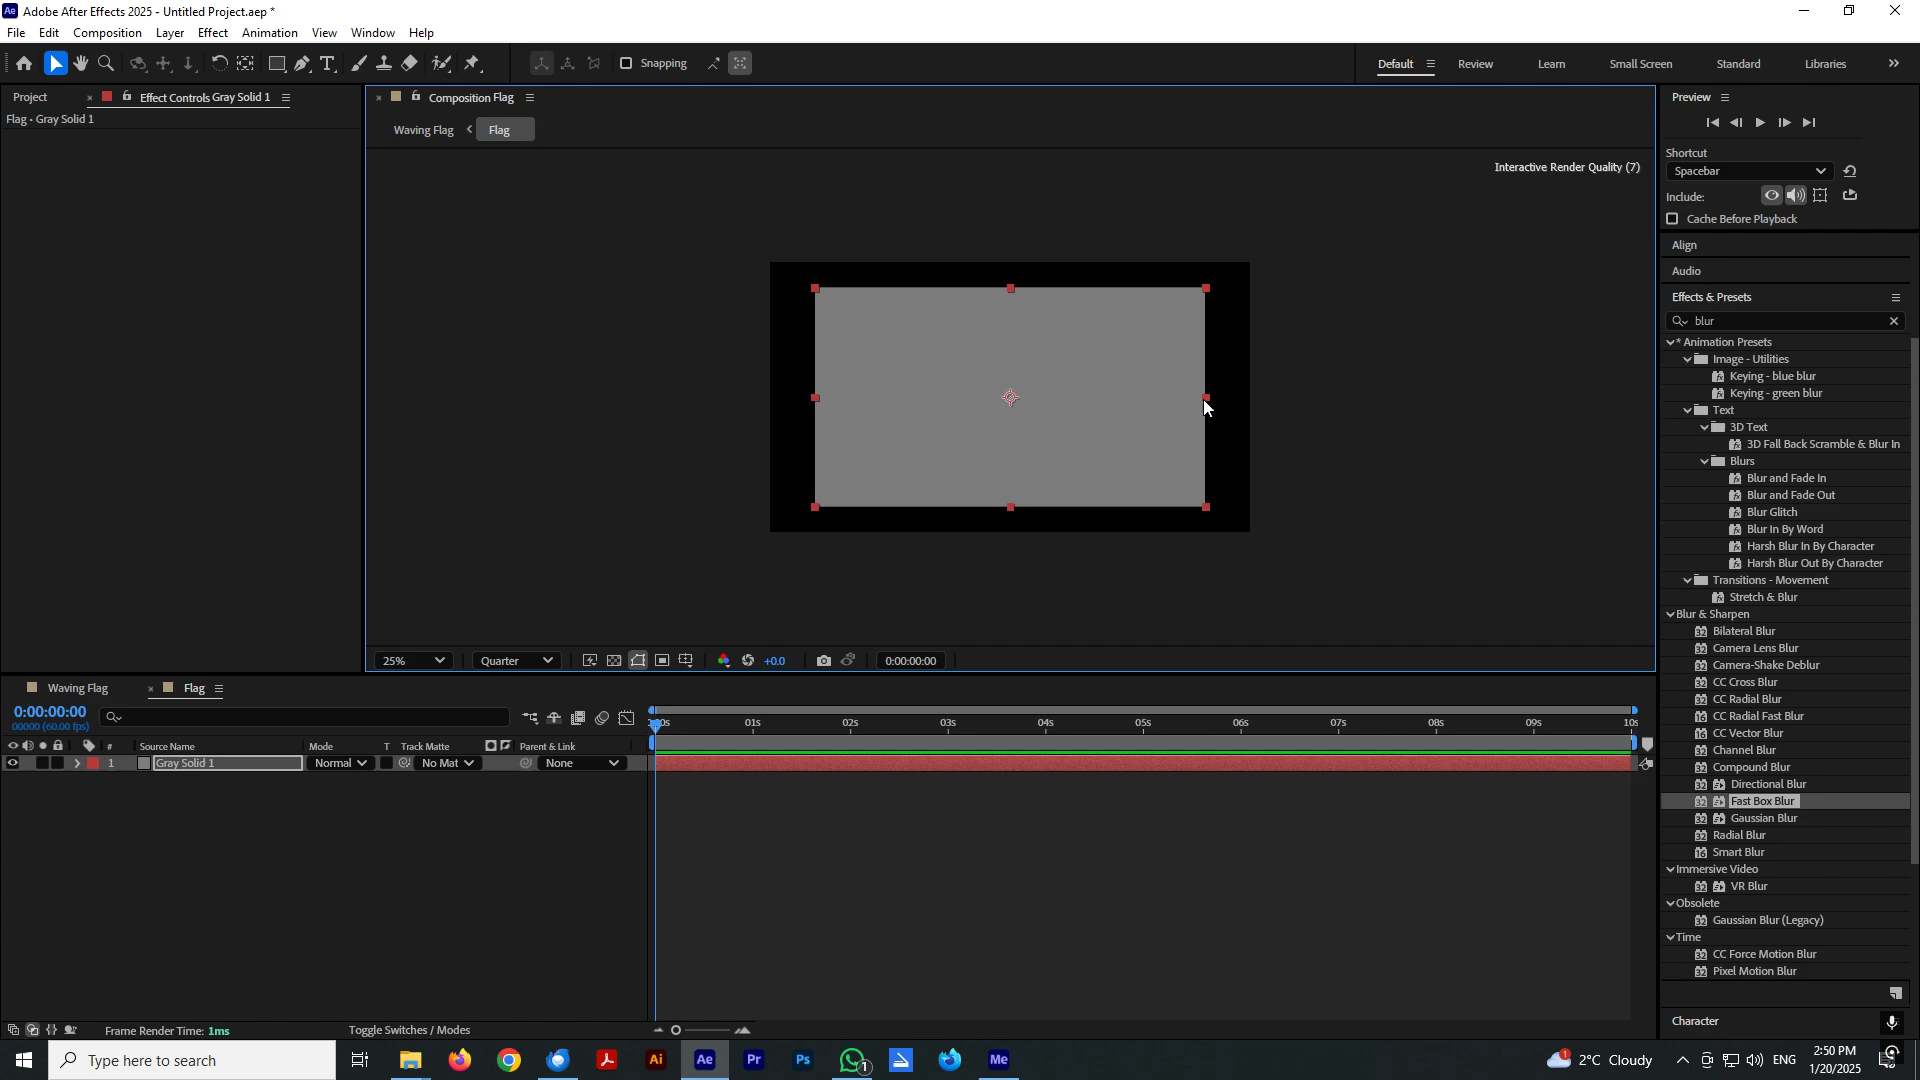 Adobe After Effects 2025 - Untitled Project.aep *
File Edit Composition Layer Effect Animation View Window Help
Snapping
Default Review Learn Small Screen Standard Libraries
Project Effect Controls Gray Solid 1
Flag • Gray Solid 1
Composition Flag
Waving Flag Flag
Interactive Render Quality (7)
25% Quarter +0.0 0:00:00:00
Preview
Shortcut
Spacebar
Include:
Cache Before Playback
Align
Audio
Effects & Presets
blur
* Animation Presets
Image - Utilities
Keying - blue blur
Keying - green blur
Text
3D Text
3D Fall Back Scramble & Blur In
Blurs
Blur and Fade In
Blur and Fade Out
Blur Glitch
Blur In By Word
Harsh Blur In By Character
Harsh Blur Out By Character
Transitions - Movement
Stretch & Blur
Blur & Sharpen
Bilateral Blur
Camera Lens Blur
Camera-Shake Deblur
CC Cross Blur
CC Radial Blur
CC Radial Fast Blur
CC Vector Blur
Channel Blur
Compound Blur
Directional Blur
Fast Box Blur
Gaussian Blur
Radial Blur
Smart Blur
Immersive Video
VR Blur
Obsolete
Gaussian Blur (Legacy)
Time
CC Force Motion Blur
Pixel Motion Blur
Character
Waving Flag Flag
0:00:00:00
00000 (60.00 fps)
01s 02s 03s 04s 05s 06s 07s 08s 09s
# Source Name Mode T Track Matte Parent & Link
1 Gray Solid 1 Normal No Mat None
Frame Render Time: 1ms Toggle Switches / Modes
Type here to search
Ai Ae Pr Ps 1 Me
1 2°C Cloudy ENG 2:50 PM
1/20/2025